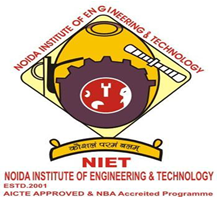 NOIDA INSTITUTE OF ENGINEERING & TECHNOLOGY
कौशलं परमं बलम्
NIET
NOIDA INSTITUTE OF ENGINEERING & TECHNOLOGY
ESTD.2001
AICTE APPROVED & NBA Accreited Programme